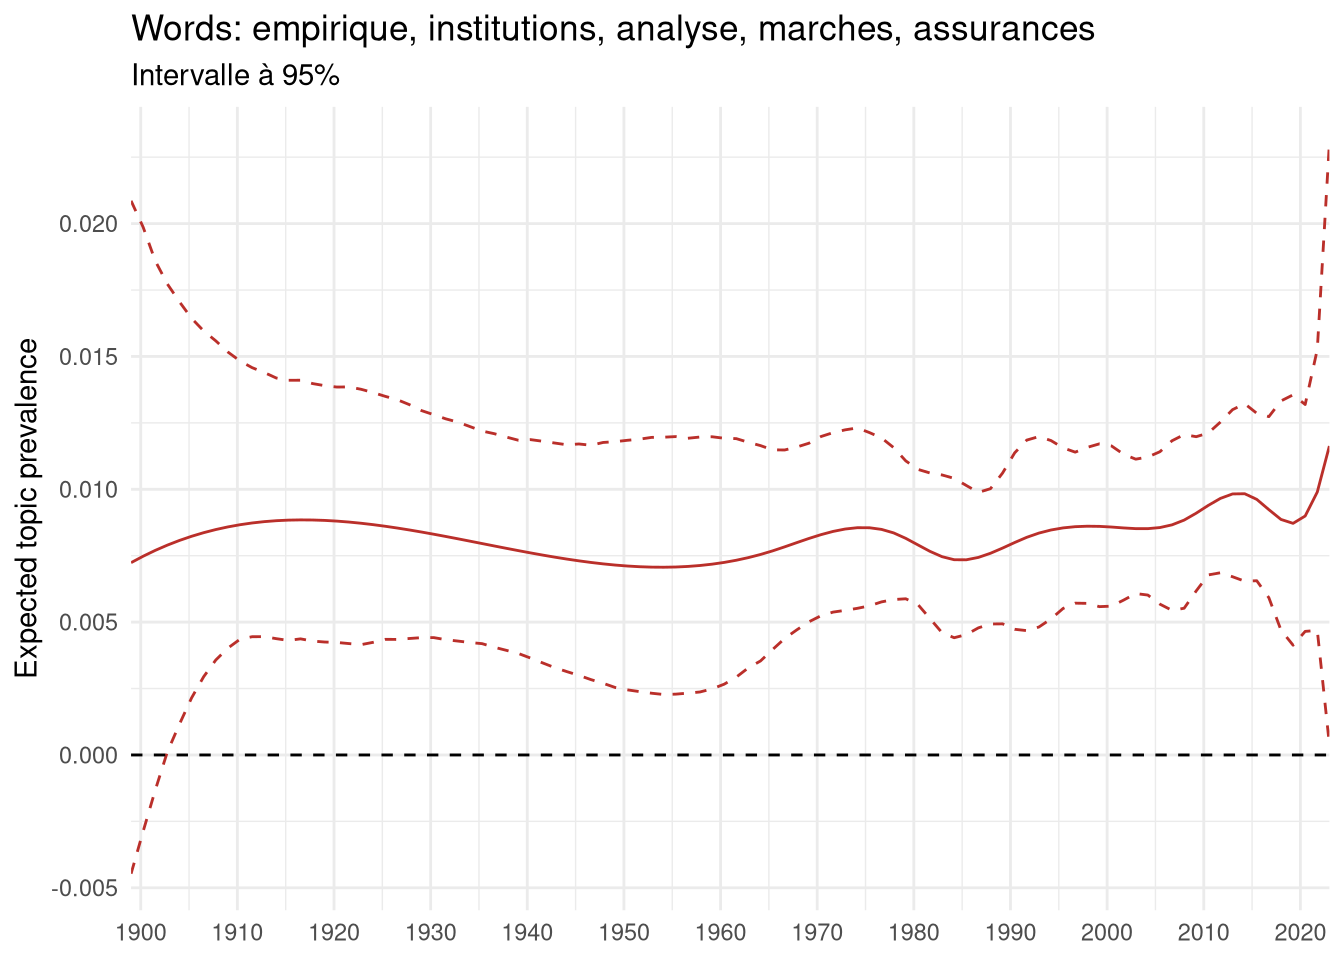 Words: empirique, institutions, analyse, marches, assurances
Intervalle à 95%
Expected topic prevalence
0.020
0.015
0.010
0.005
0.000
-0.005
1900 1910 1920 1930 1940 1950 1960 1970 1980 1990 2000 2010 2020